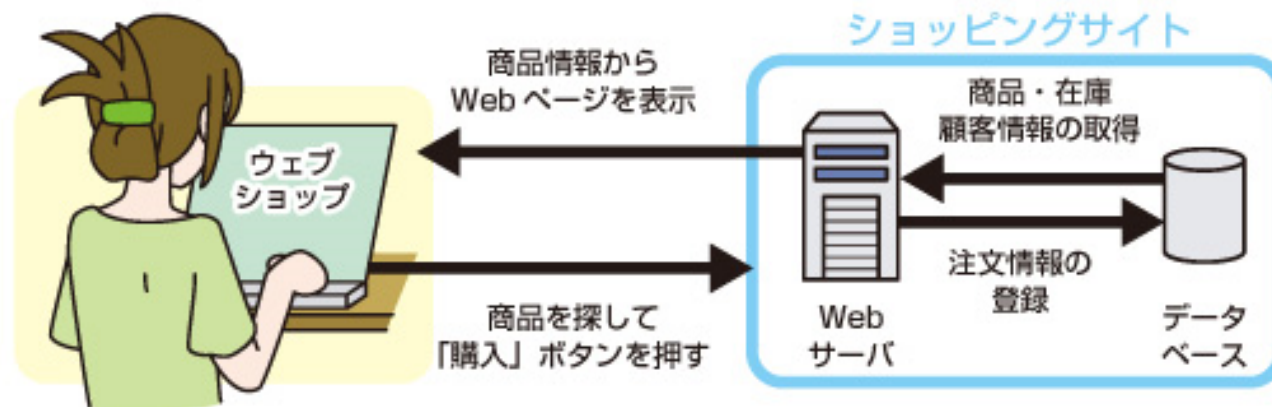 ショッピングサイト
商品情報から
Webページを表示
商品・在庫
顧客情報の取得
ウェブ
ショップ
注文情報の
登録
商品を探して
「購入」ボタンを押す
Web
サーバ
データ
ベース